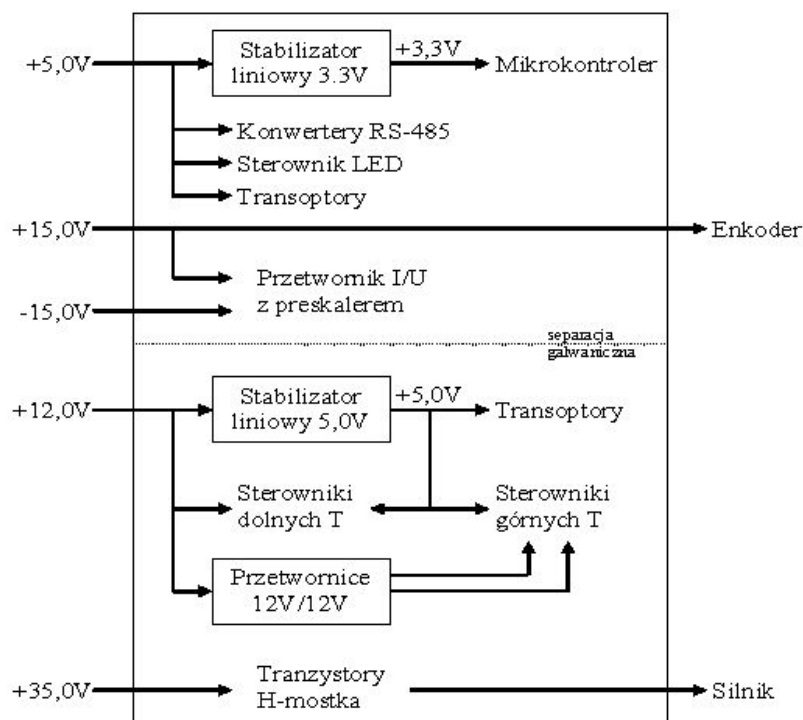 +5,0V
Stabilizator
liniowy 3.3V
+3,3V
Mikrokontroler
Konwertery RS-485
Sterownik LED
Transoptory
+15,0V
Enkoder
Przetwornik I/U
z preskalerem
-15,0V
separacja
galwaniczna
+12,0V
Stabilizator
liniowy 5,0V
+5,0V
Transoptory
Sterowniki
dolnych T
Sterowniki
górnych T
Przetwornice
12V/12V
+35,0V
Tranzystory
H-mostka
Silnik